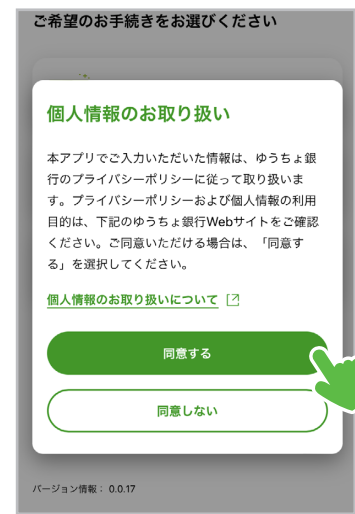 ご希望のお手続きをお選びください
個人情報のお取り扱い
本アプリでご入力いただいた情報は、ゆうちょ銀
行のプライバシーポリシーに従って取り扱いま
す。プライバシーポリシーおよび個人情報の利用
目的は、下記のゆうちょ銀行Webサイトをご確認
ください。ご同意いただける場合は、「同意す
る」を選択してください。
個人情報のお取り扱いについて
同意する
同意しない
バージョン情報： 0.0.17